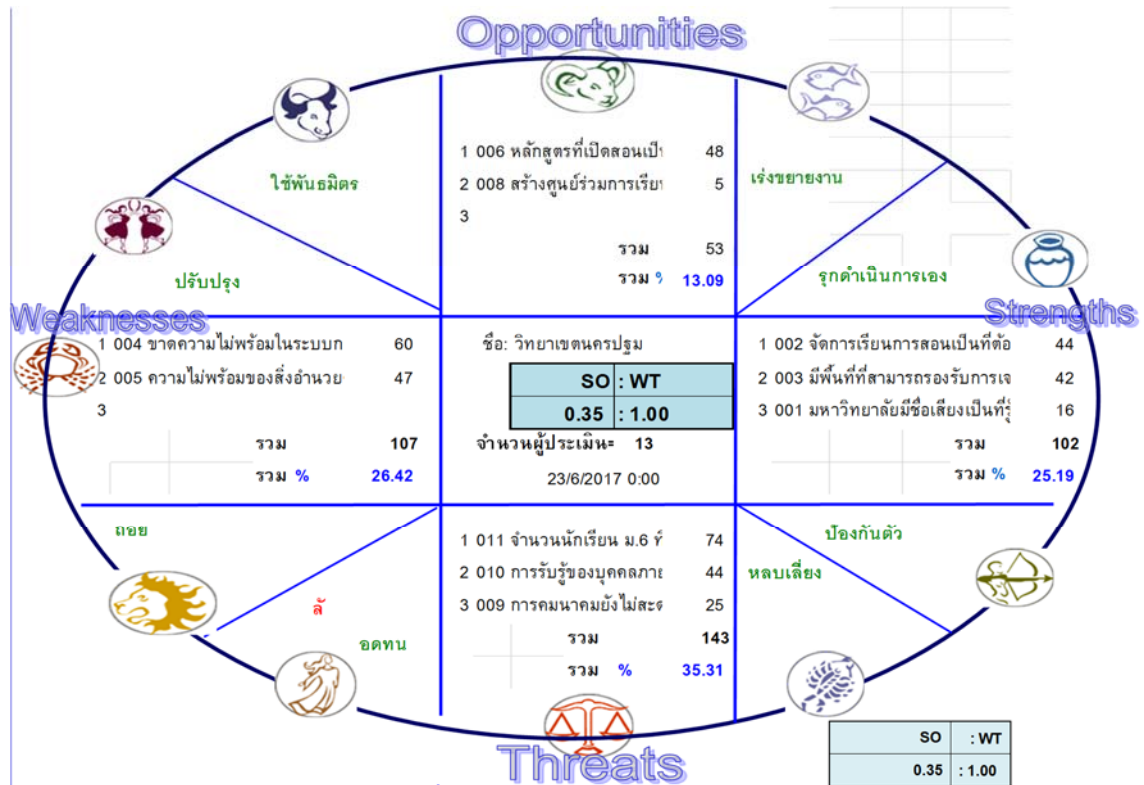 Opportunities
1 006 หลักสูตรที่เปิดสอนเป็ 48
2 008 สร้างศูนย์ร่วมการเรีย 5
3
รวม 53
รวม % 13.09
ใช้พันธมิตร
เร่งขยายงาน
ปรับปรุง
รุกดำเนินการเอง
Weaknesses
Strengths
1 004 ขาดความไม่พร้อมในระบบก 60
2 005 ความไม่พร้อมของสิ่งอำนวย 47
3
รวม 107
รวม % 26.42
ชื่อ: วิทยาเขตนครปฐม
SO : WT
0.35 : 1.00
จำนวนผู้ประเมิน= 13
23/6/2017 0:00
1 002 จัดการเรียนการสอนเป็นที่ต่อ 44
2 003 มีพื้นที่ที่สามารถรองรับการเจ 42
3 001 มหาวิทยาลัยมีชื่อเสียงเป็นที่รู้ 16
รวม 102
รวม % 25.19
ถอย
ลั
อดทน
1 011 จำนวนนักเรียน ม.6 ที่ 74
2 010 การรับรู้ของบุคคลภาย 44
3 009 การคมนาคมยังไม่สะด 25
รวม 143
รวม % 35.31
ป้องกันตัว
หลบเลี่ยง
Threats
SO : WT
0.35 : 1.00